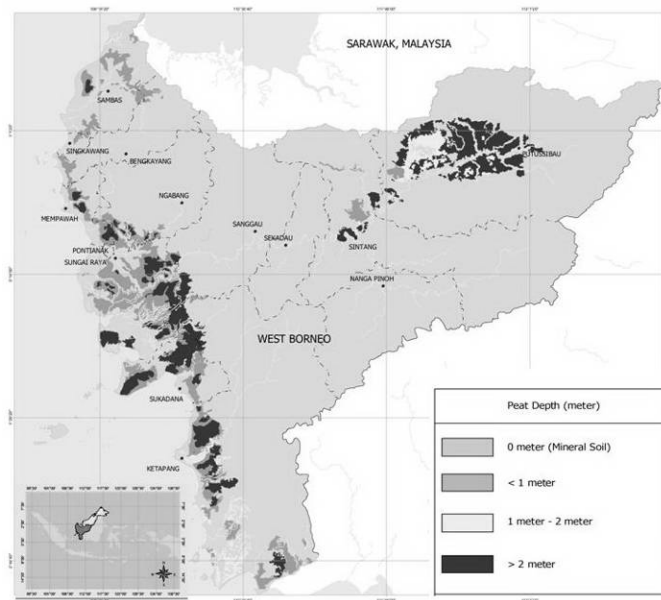 SARAWAK, MALAYSIA
SAMBAS
SINGKAWANG
BENGKAYANG
PUTUSSIBAU
NGABANG
MEMPAWAH
SANGGAU
SEKADAU
SINTANG
PONTIANAK
SUNGAI RAYA
NANGA PINOH
WEST BORNEO
SUKADANA
KETAPANG
Peat Depth (meter)
0 meter (Mineral Soil)
< 1 meter
1 meter - 2 meter
> 2 meter